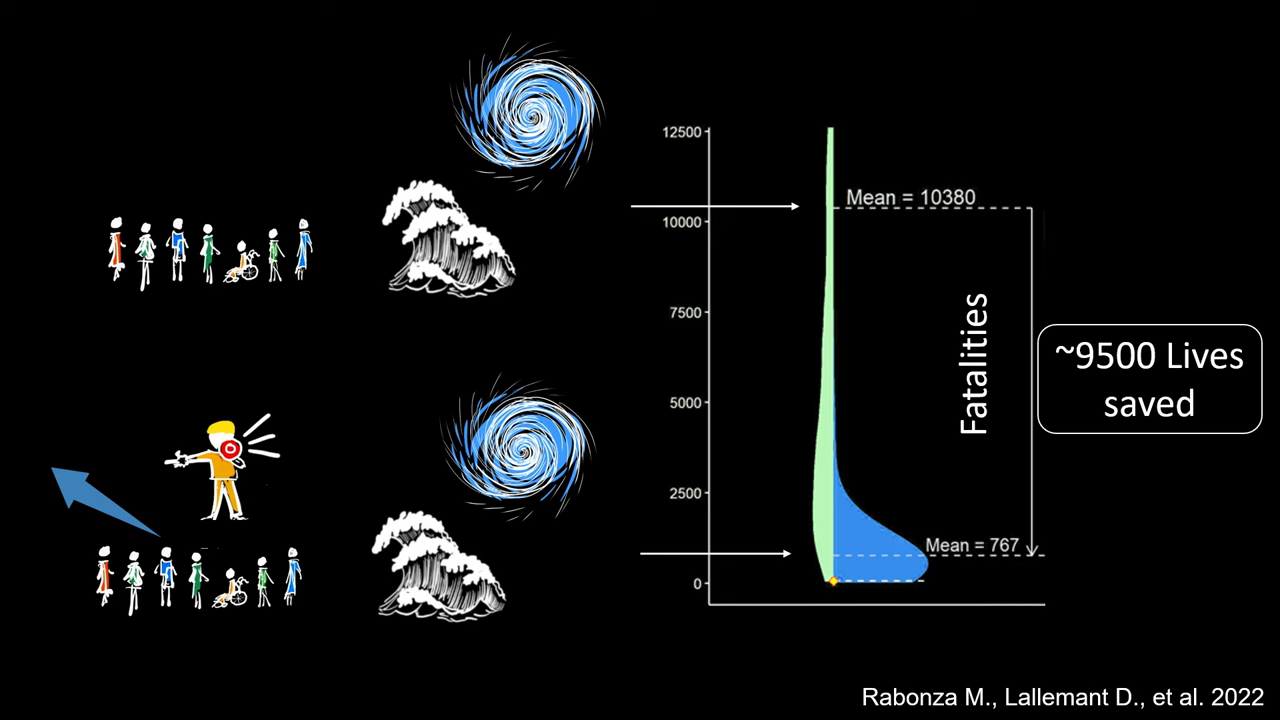 12500
Mean = 10380
10000
7500
Fatalities
~9500 Lives
saved
5000
2500
Mean = 767
0
Rabonza M., Lallemant D., et al. 2022